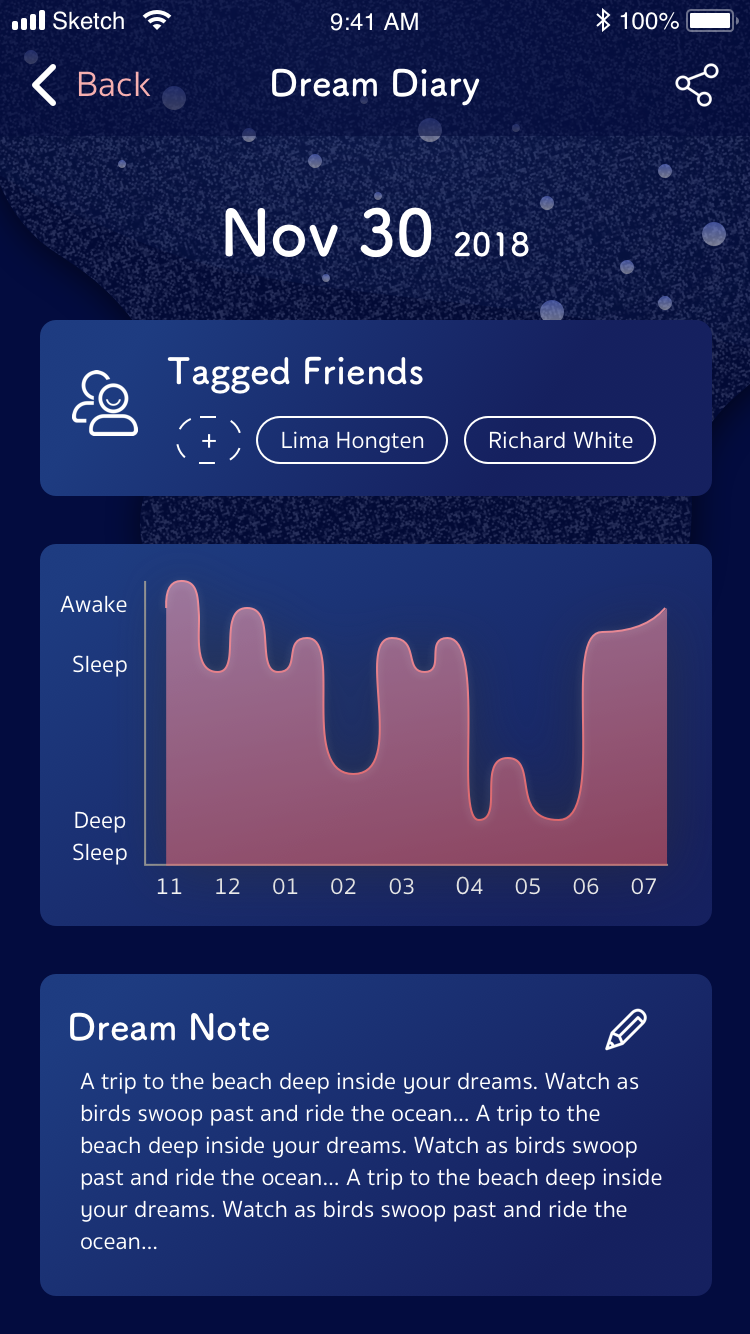 Sketch 9:41 AM 100%
Back Dream Diary
Nov 30 2018
Tagged Friends
+ Lima Hongten Richard White
Awake
Sleep
Deep
Sleep
11 12 01 02 03 04 05 06 07
Dream Note
A trip to the beach deep inside your dreams. Watch as
birds swoop past and ride the ocean... A trip to the
beach deep inside your dreams. Watch as birds swoop
past and ride the ocean... A trip to the beach deep inside
your dreams. Watch as birds swoop past and ride the
ocean...